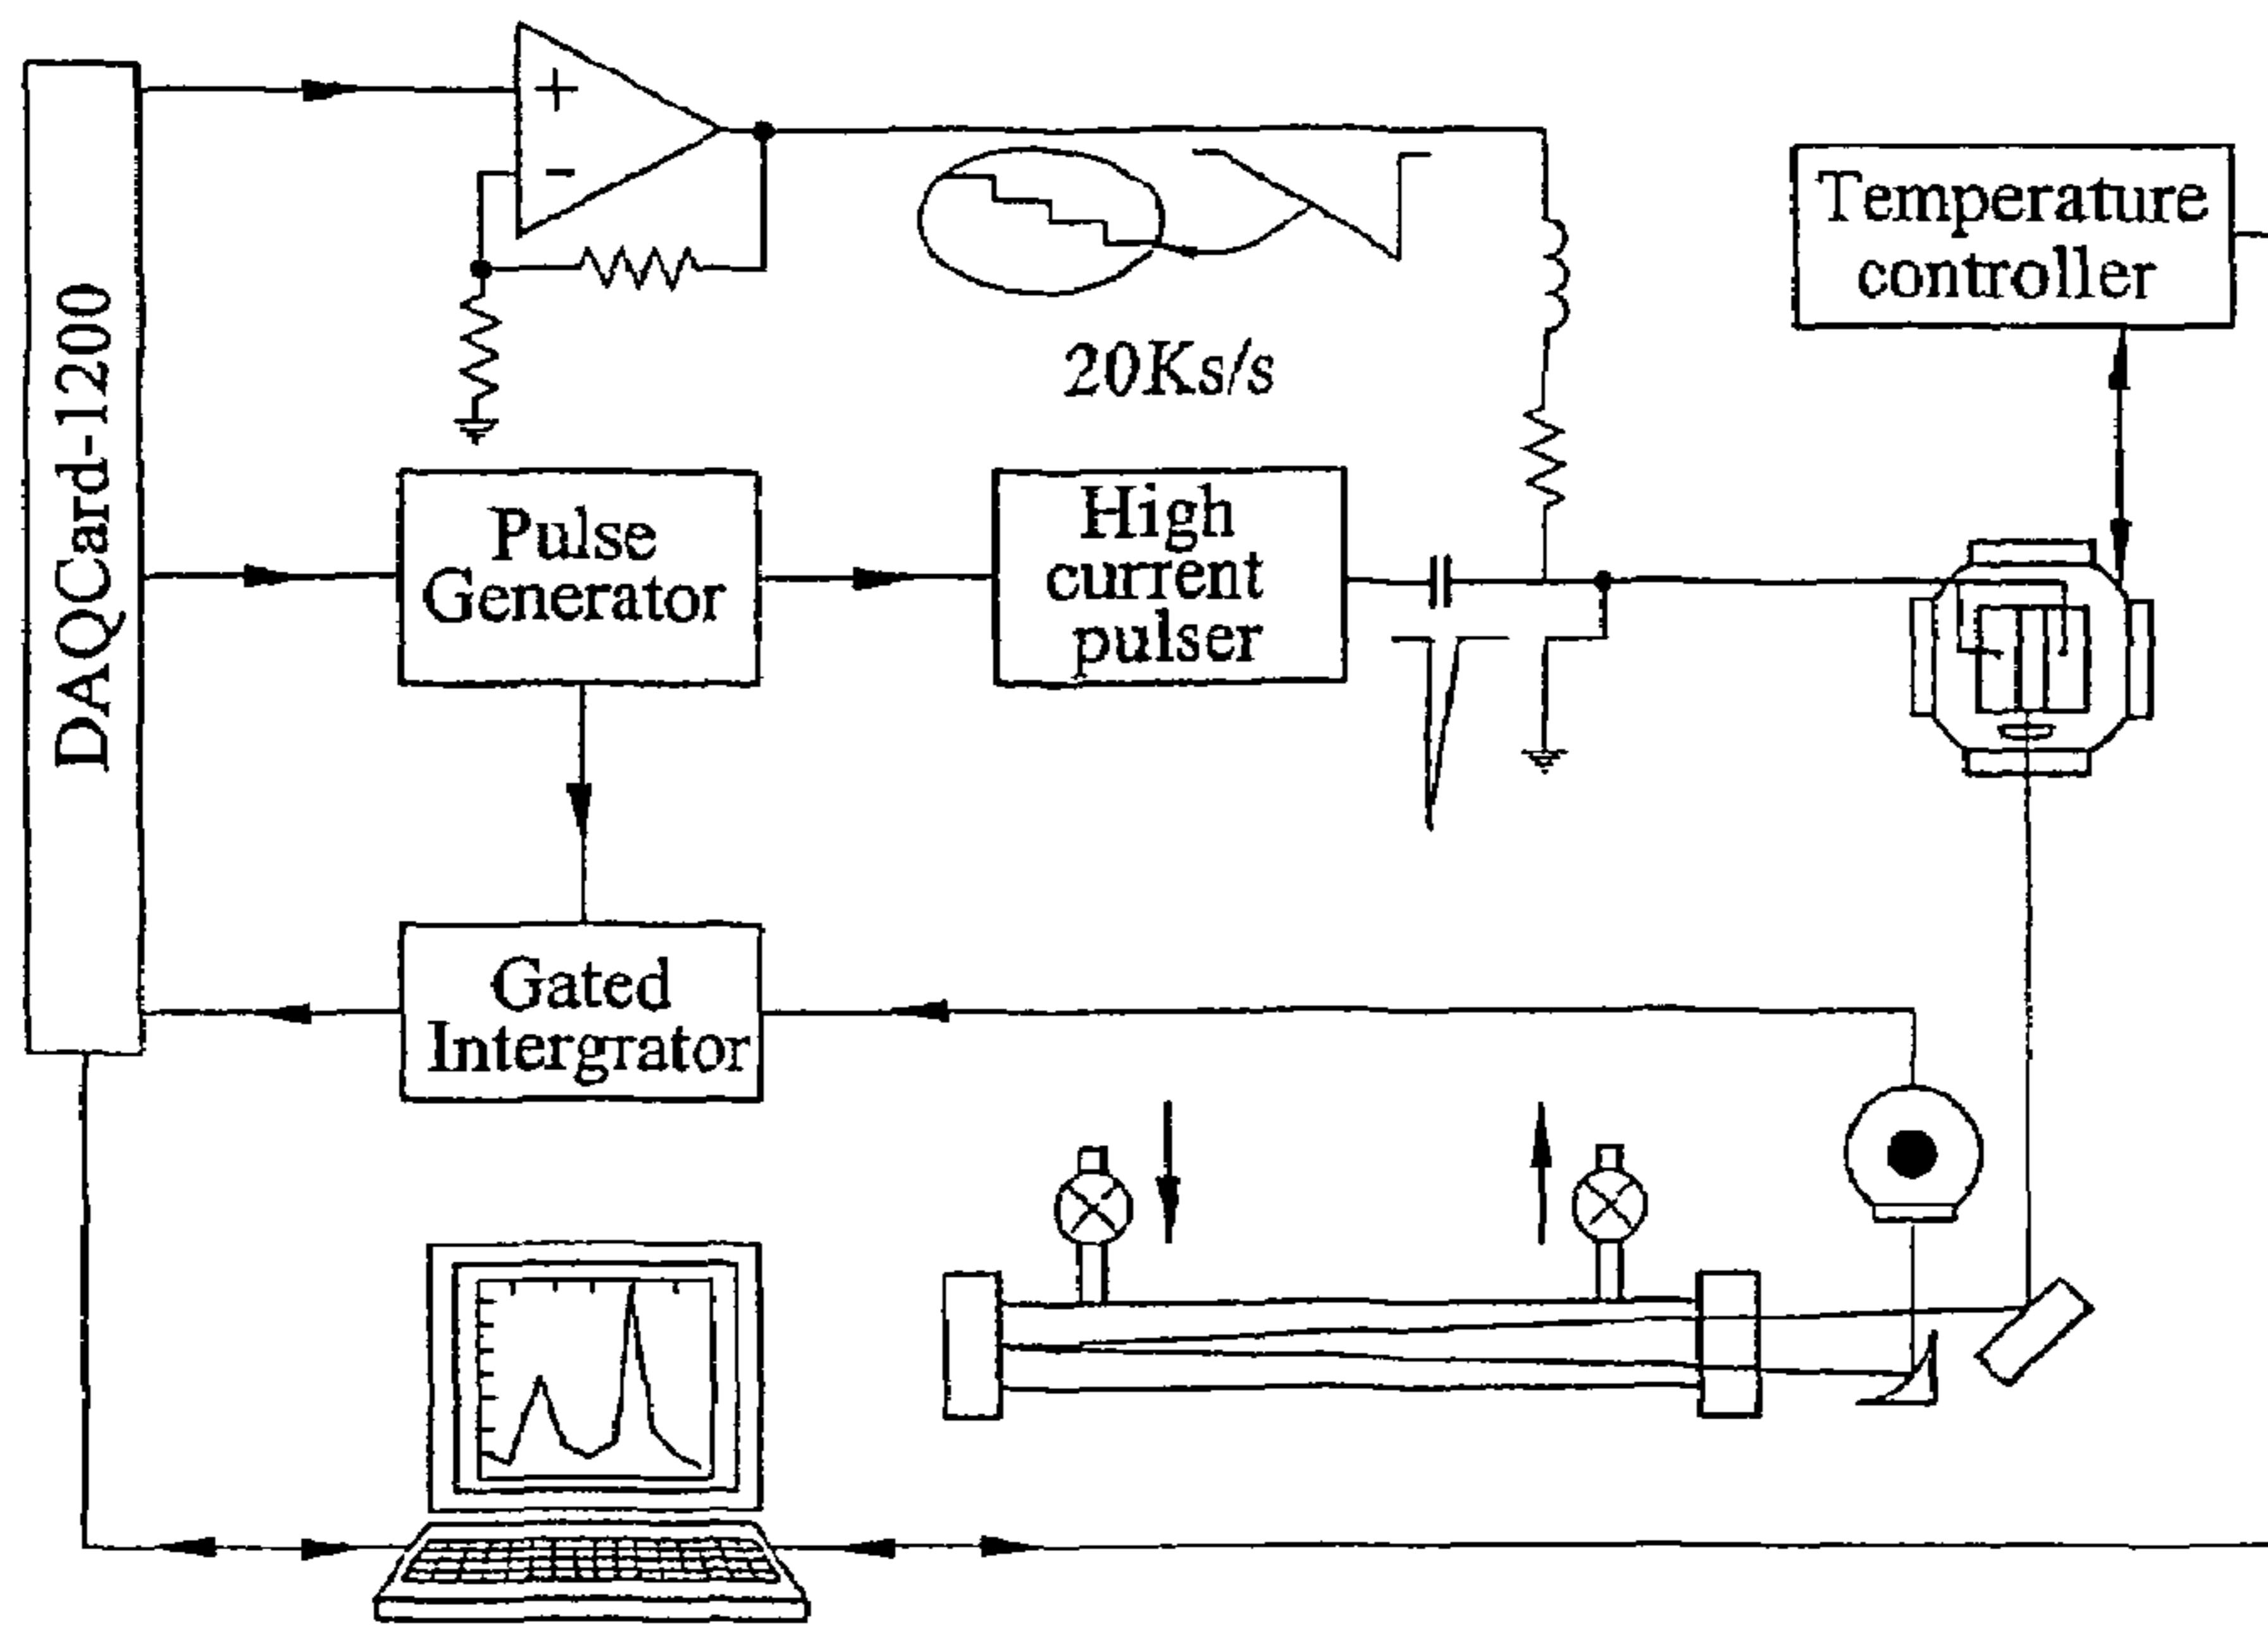 DAQCard-1200
+
-
20Ks/s
Temperature
controller
Pulse
Generator
High
current
pulser
Gated
Intergrator